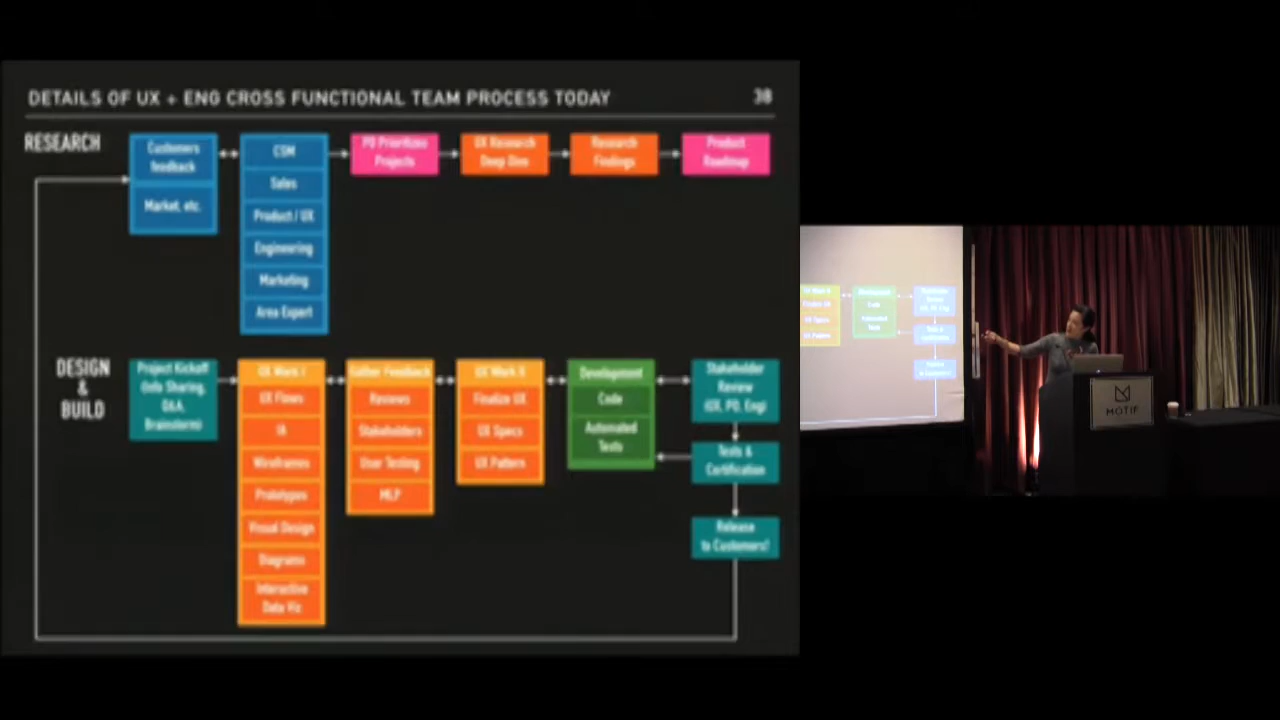 DETAILS OF UX + ENG CROSS FUNCTIONAL TEAM PROCESS TODAY
38
RESEARCH
Customers
feedback
Market, etc.
CSM
Sales
Product / UX
Engineering
Marketing
Area Expert
PO Prioritizes
Projects
UX Research
Deep Dive
Research
Findings
Product
Roadmap
DESIGN
&
BUILD
Project Kickoff
(Info Sharing,
Q&A,
Brainstorm)
UX Work I
UX Flows
IA
Wireframes
Prototypes
Visual Design
Diagrams
Interactive
Data Viz
Gather Feedback
Reviews
Stakeholders
User Testing
MLP
UX Work II
Finalize UX
UX Specs
UX Pattern
Development
Code
Automated
Tests
Stakeholder
Review
(UX, PO, Eng)
Tests &
Certification
Release
to Customers!
MOTIF